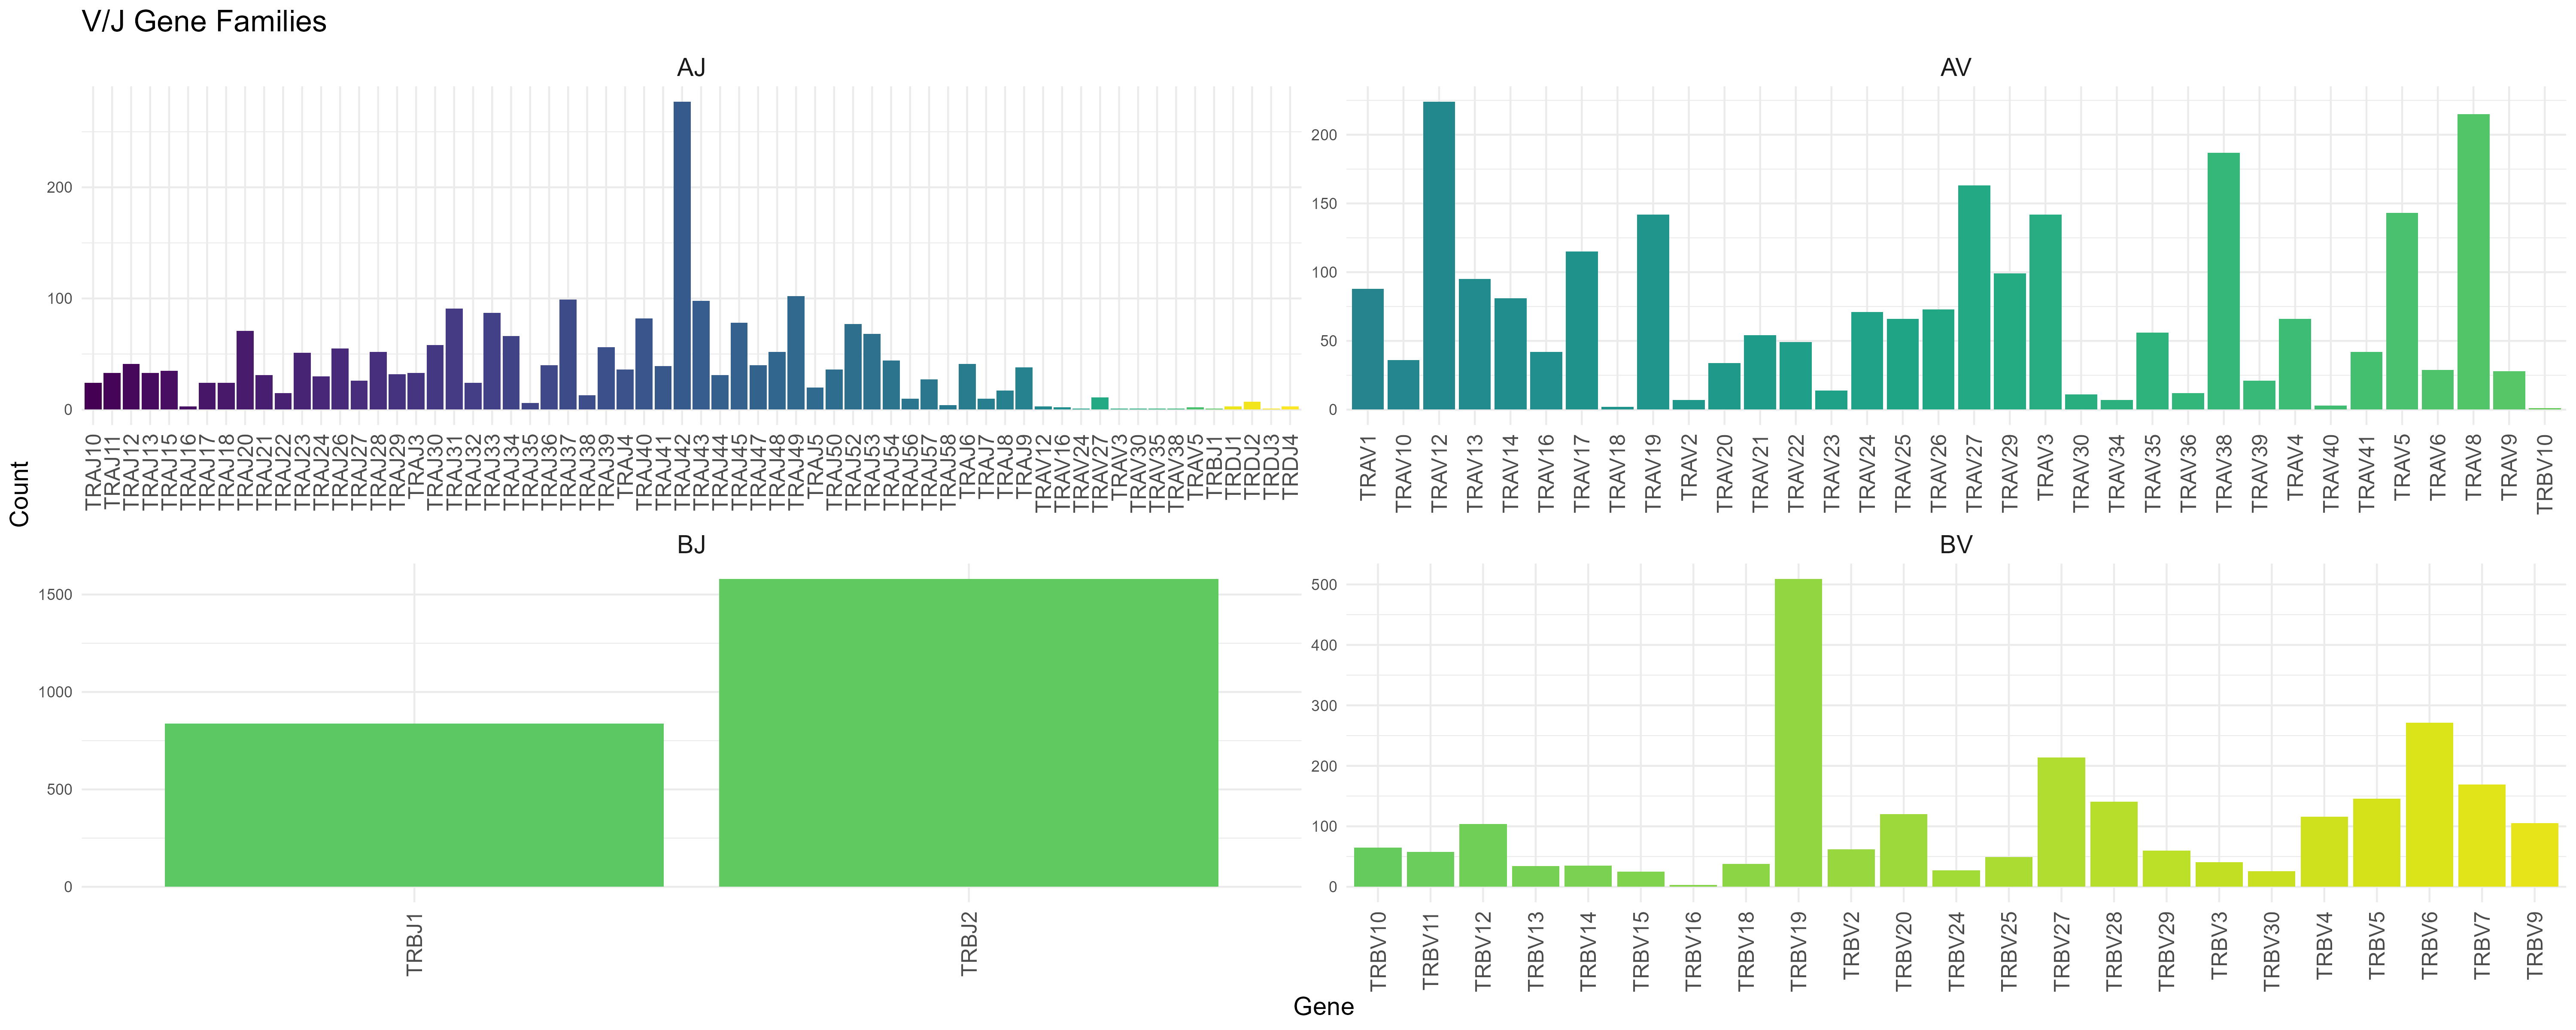 V/J Gene Families
AJ
200
100
0
TRAJ10 TRAJ11 TRAJ12 TRAJ13 TRAJ15 TRAJ16 TRAJ17 TRAJ18 TRAJ20 TRAJ21 TRAJ22 TRAJ23 TRAJ24 TRAJ26 TRAJ27 TRAJ28 TRAJ29 TRAJ3 TRAJ30 TRAJ31 TRAJ32 TRAJ33 TRAJ34 TRAJ35 TRAJ36 TRAJ37 TRAJ38 TRAJ39 TRAJ4 TRAJ40 TRAJ41 TRAJ42 TRAJ43 TRAJ44 TRAJ45 TRAJ47 TRAJ48 TRAJ49 TRAJ5 TRAJ50 TRAJ52 TRAJ53 TRAJ54 TRAJ56 TRAJ57 TRAJ58 TRAJ6 TRAJ7 TRAJ8 TRAJ9 TRAV12 TRAV16 TRAV24 TRAV27 TRAV3 TRAV30 TRAV35 TRAV38 TRAV5 TRBJ1 TRDJ1 TRDJ2 TRDJ3 TRDJ4
AV
200
150
100
50
0
TRAV1 TRAV10 TRAV12 TRAV13 TRAV14 TRAV16 TRAV17 TRAV18 TRAV19 TRAV2 TRAV20 TRAV21 TRAV22 TRAV23 TRAV24 TRAV25 TRAV26 TRAV27 TRAV29 TRAV3 TRAV30 TRAV34 TRAV35 TRAV36 TRAV38 TRAV39 TRAV4 TRAV40 TRAV41 TRAV5 TRAV6 TRAV8 TRAV9 TRBV10
Count
BJ
1500
1000
500
0
TRBJ1 TRBJ2
BV
500
400
300
200
100
0
TRBV10 TRBV11 TRBV12 TRBV13 TRBV14 TRBV15 TRBV16 TRBV18 TRBV19 TRBV2 TRBV20 TRBV24 TRBV25 TRBV27 TRBV28 TRBV29 TRBV3 TRBV30 TRBV4 TRBV5 TRBV6 TRBV7 TRBV9
Gene